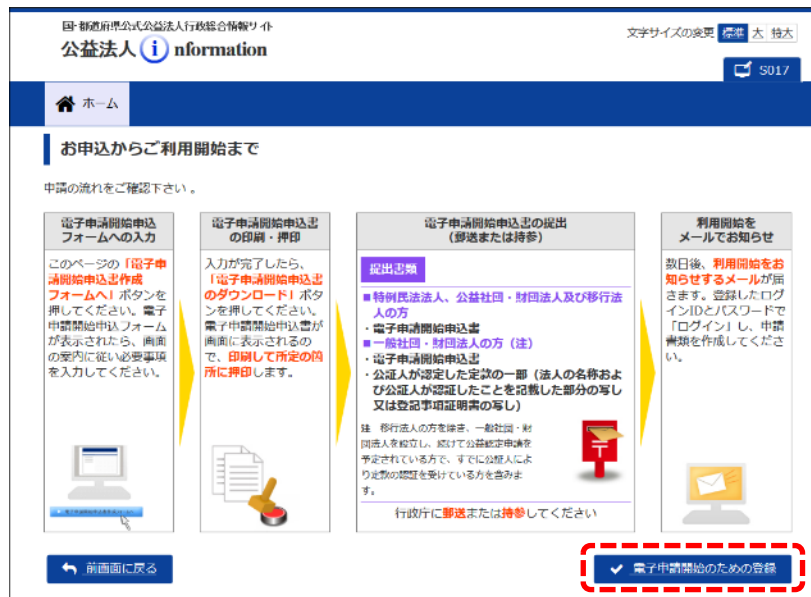 国・都道府県公式公益法人行政総合情報サイト
公益法人 i nformation
文字サイズの変更 標準 大 特大
S017
ホーム
お申込からご利用開始まで
申請の流れをご確認下さい。
電子申請開始申込
フォームへの入力
このページの「電子申
請開始申込書作成
フォームへ」ボタンを
押してください。電子
申請開始申込フォーム
が表示されたら、画面
の案内に従い必要事項
を入力してください。
電子申請開始申込書
の印刷・押印
入力が完了したら、
「電子申請開始申込書
のダウンロード」ボタ
ンを押してください。
電子申請開始申込書が
画面に表示されるの
で、印刷して所定の箇
所に押印します。
電子申請開始申込書の提出
(郵送または持参)
提出書類
■特例民法法人、公益社団・財団法人及び移行法
人の方
・電子申請開始申込書
■一般社団・財団法人の方（注）
・電子申請開始申込書
・公証人が認定した定款の一部（法人の名称およ
び公証人が認証したことを記載した部分の写し
又は登記事項証明書の写し）
注 移行法人の方を除き、一般社団・財
団法人を設立し、続けて公益認定申請を
予定されている方で、すでに公証人によ
り定款の認証を受けている方を含みま
す。
行政庁に郵送または持参してください
利用開始を
メールでお知らせ
数日後、利用開始をお
知らせするメールが届
きます。登録したログ
インIDとパスワードで
「ログイン」し、申請
書類を作成してくださ
い。
前画面に戻る
電子申請開始のための登録